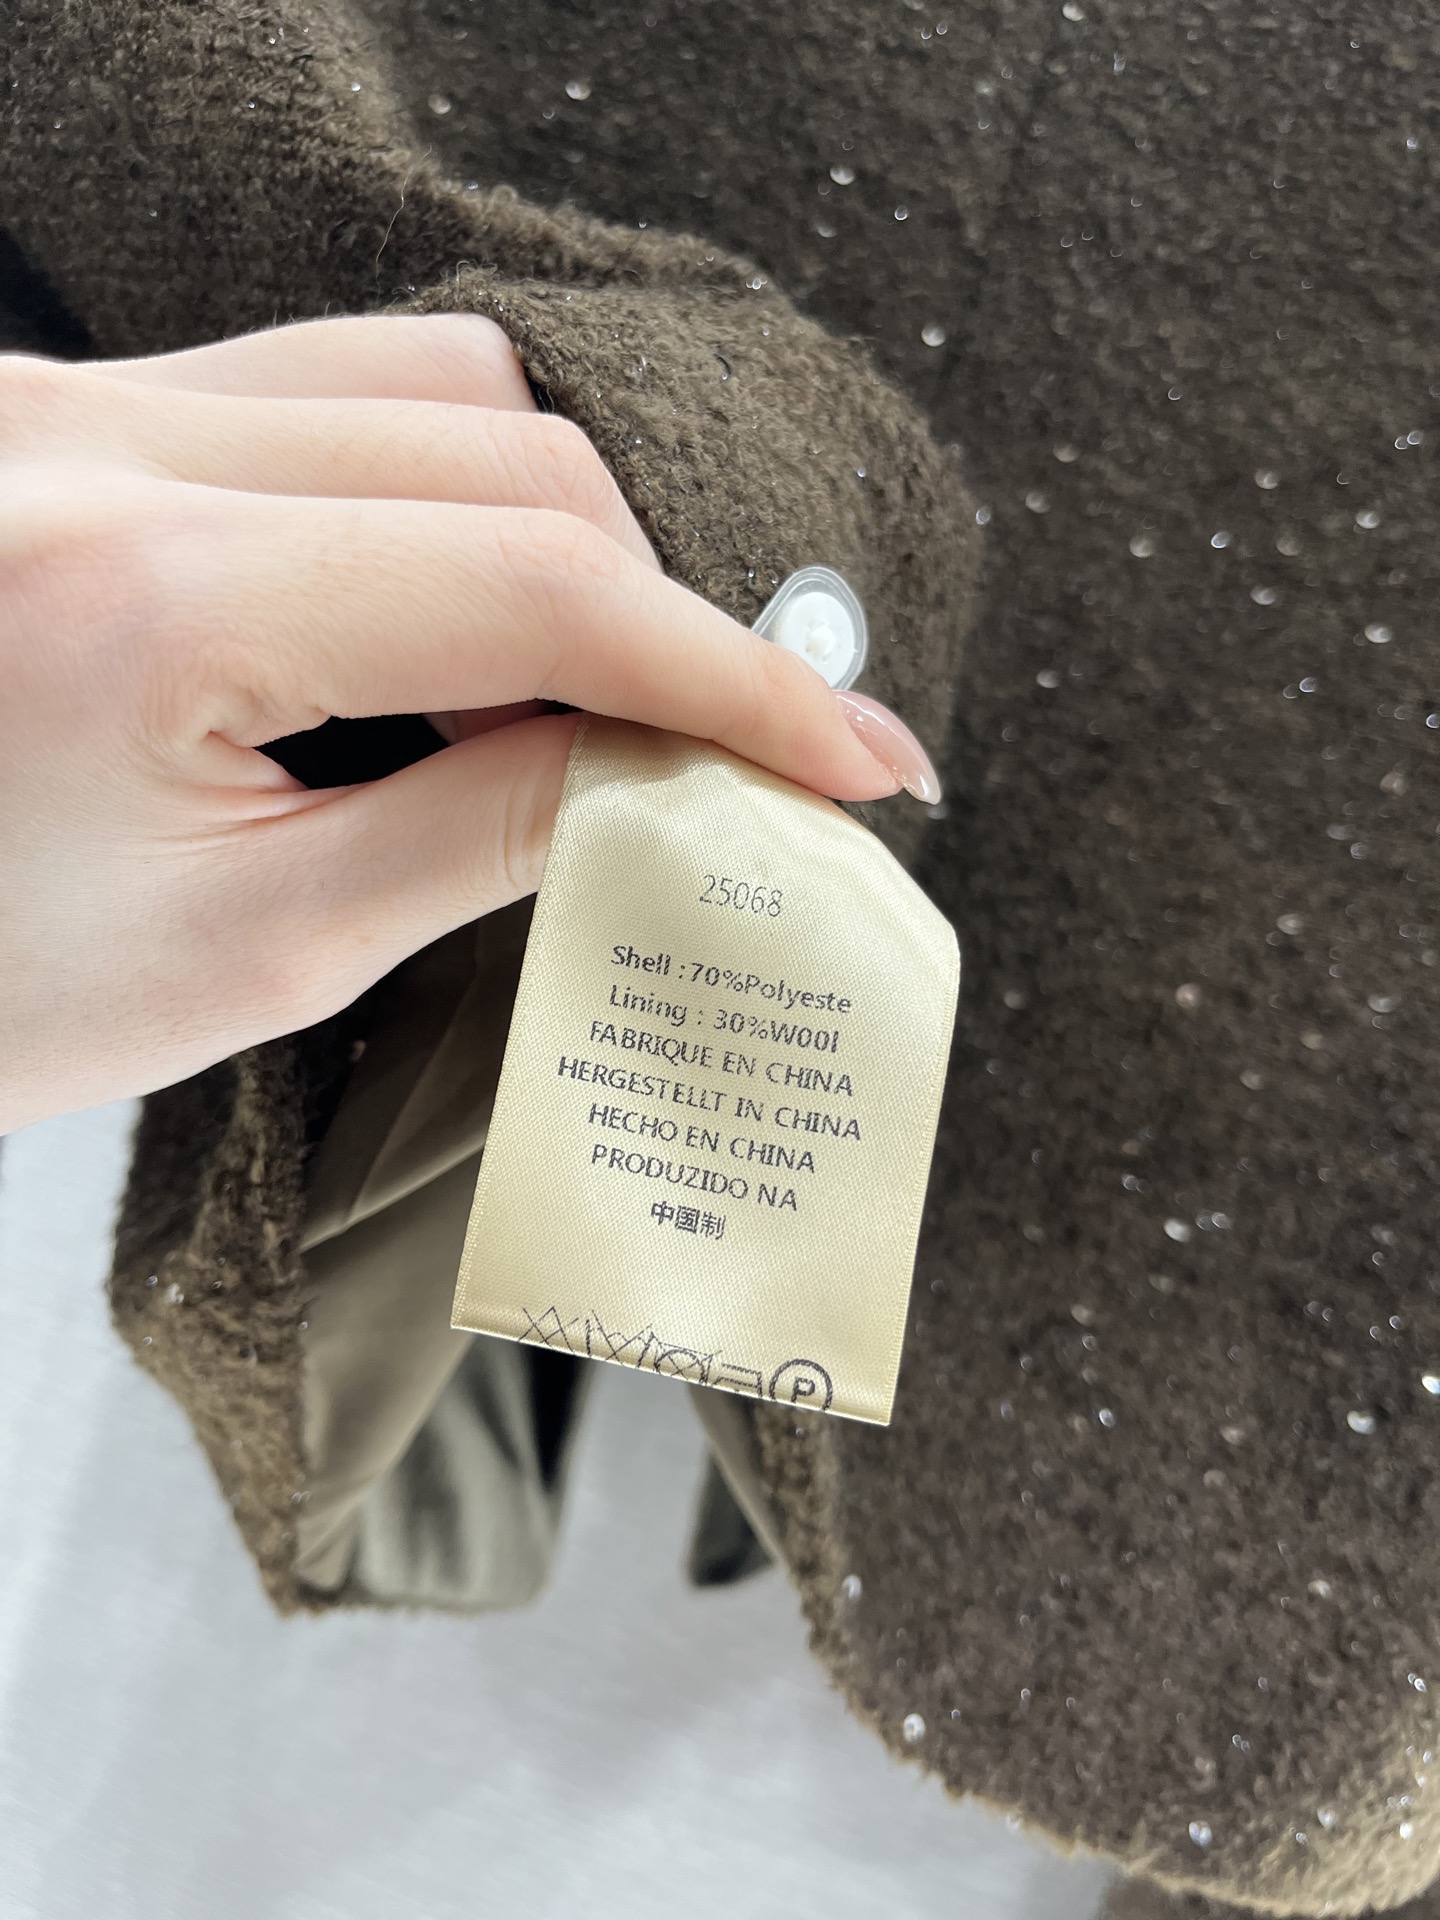 25068
Shell :70%Polyeste
Lining : 30%Wool
FABRIQUE EN CHINA
HERGESTELLT IN CHINA
HECHO EN CHINA
PRODUZIDO NA
中国制
P